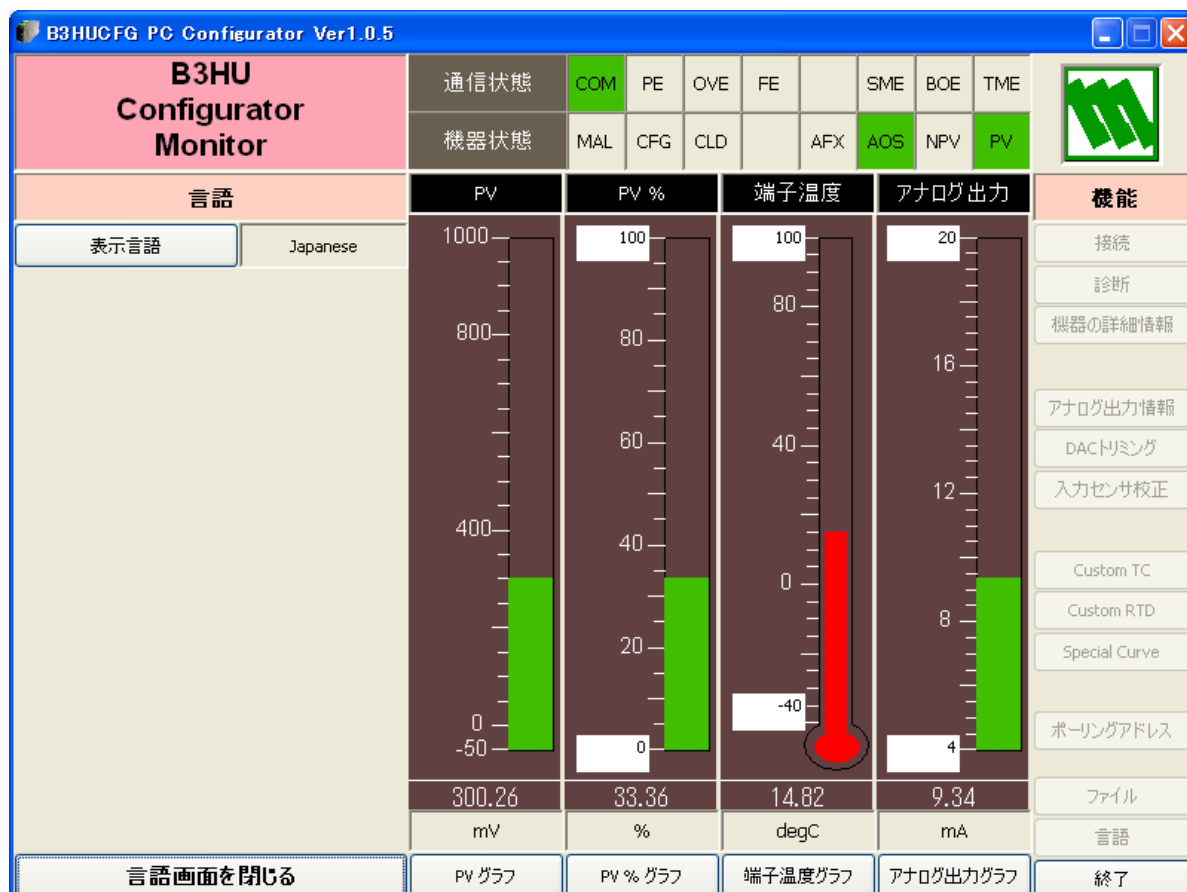 B3HUCFG PC Configurator Ver1.0.5
B3HU
Configurator
Monitor
通信状態 COM PE OVE FE SME BOE TME
機器状態 MAL CFG CLD AFX AOS NPV PV
言語
表示言語 Japanese
PV
1000
800
400
0
-50
300.26
mV
PV %
100
80
60
40
20
0
33.36
%
端子温度
100
80
40
0
-40
14.82
degC
アナログ出力
20
16
12
8
4
9.34
mA
機能
接続
診断
機器の詳細情報
アナログ出力情報
DACトリミング
入力センサ校正
Custom TC
Custom RTD
Special Curve
ポーリングアドレス
ファイル
言語
終了
言語画面を閉じる
PV グラフ
PV % グラフ
端子温度グラフ
アナログ出力グラフ